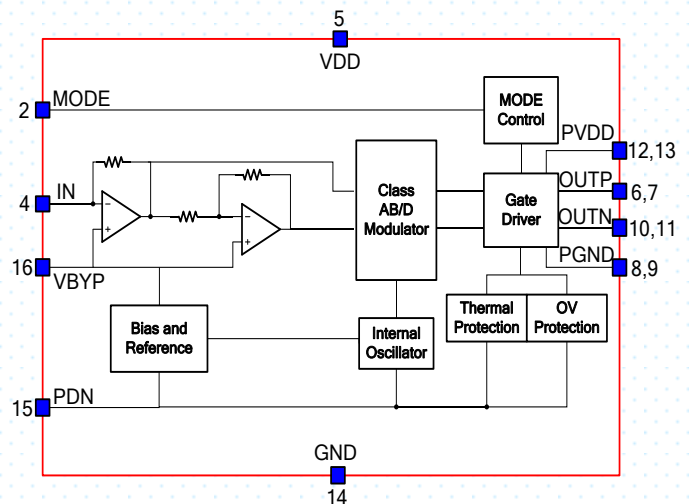 5
VDD
2
MODE
MODE
Control
PVDD
12,13
4
IN
−
+
−
+
Class
AB/D
Modulator
Gate
Driver
OUTP
6,7
OUTN
10,11
PGND
8,9
16
VBYP
Bias and
Reference
Internal
Oscillator
Thermal
Protection
OV
Protection
15
PDN
GND
14